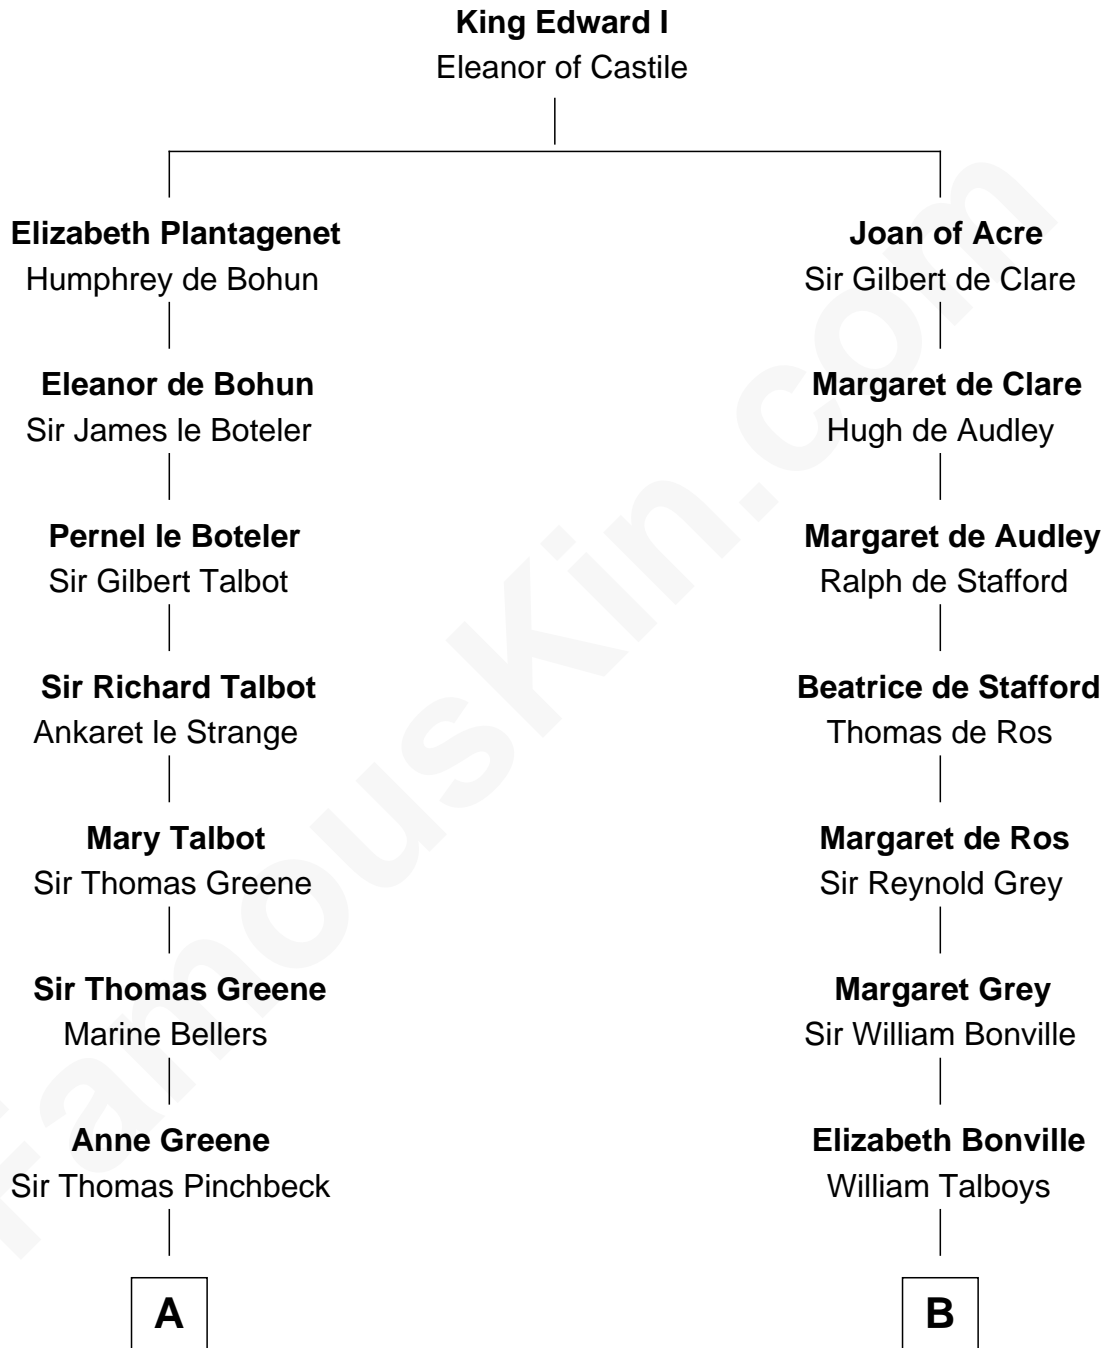 King Edward I
Eleanor of Castile
Elizabeth Plantagenet
Humphrey de Bohun
Joan of Acre
Sir Gilbert de Clare
Eleanor de Bohun
Sir James le Boteler
Margaret de Clare
Hugh de Audley
Pernel le Boteler
Sir Gilbert Talbot
Margaret de Audley
Ralph de Stafford
Sir Richard Talbot
Ankaret le Strange
Beatrice de Stafford
Thomas de Ros
Mary Talbot
Sir Thomas Greene
Margaret de Ros
Sir Reynold Grey
Sir Thomas Greene
Marine Bellers
Margaret Grey
Sir William Bonville
Anne Greene
Sir Thomas Pinchbeck
Elizabeth Bonville
William Talboys
A
B
FamousKin.com